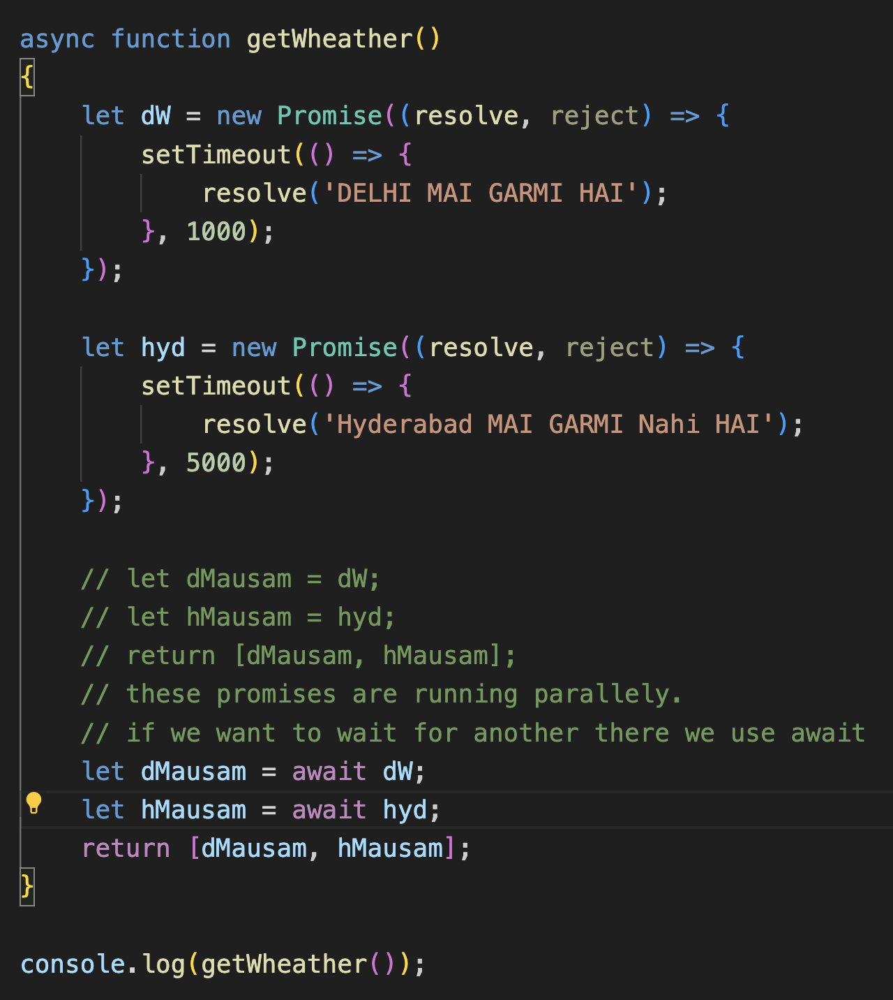 async function getWheather()
{
    let dW = new Promise((resolve, reject) => {
        setTimeout(() => {
            resolve('DELHI MAI GARMI HAI');
        }, 1000);
    });

    let hyd = new Promise((resolve, reject) => {
        setTimeout(() => {
            resolve('Hyderabad MAI GARMI Nahi HAI');
        }, 5000);
    });

    // let dMausam = dW;
    // let hMausam = hyd;
    // return [dMausam, hMausam];
    // these promises are running parallely.
    // if we want to wait for another there we use await
    let dMausam = await dW;
    let hMausam = await hyd;
    return [dMausam, hMausam];
}

console.log(getWheather());